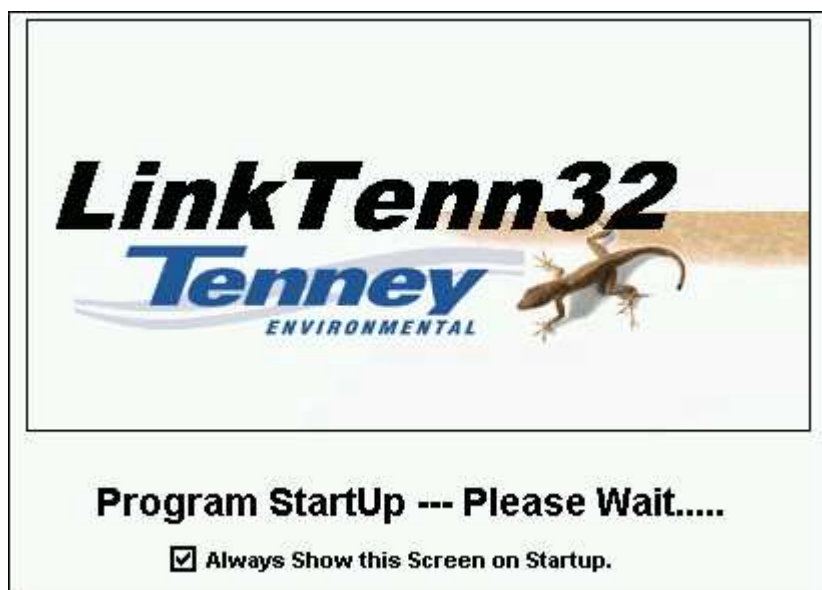 LinkTenn32
Tenney
ENVIRONMENTAL
Program StartUp --- Please Wait.....
Always Show this Screen on Startup.